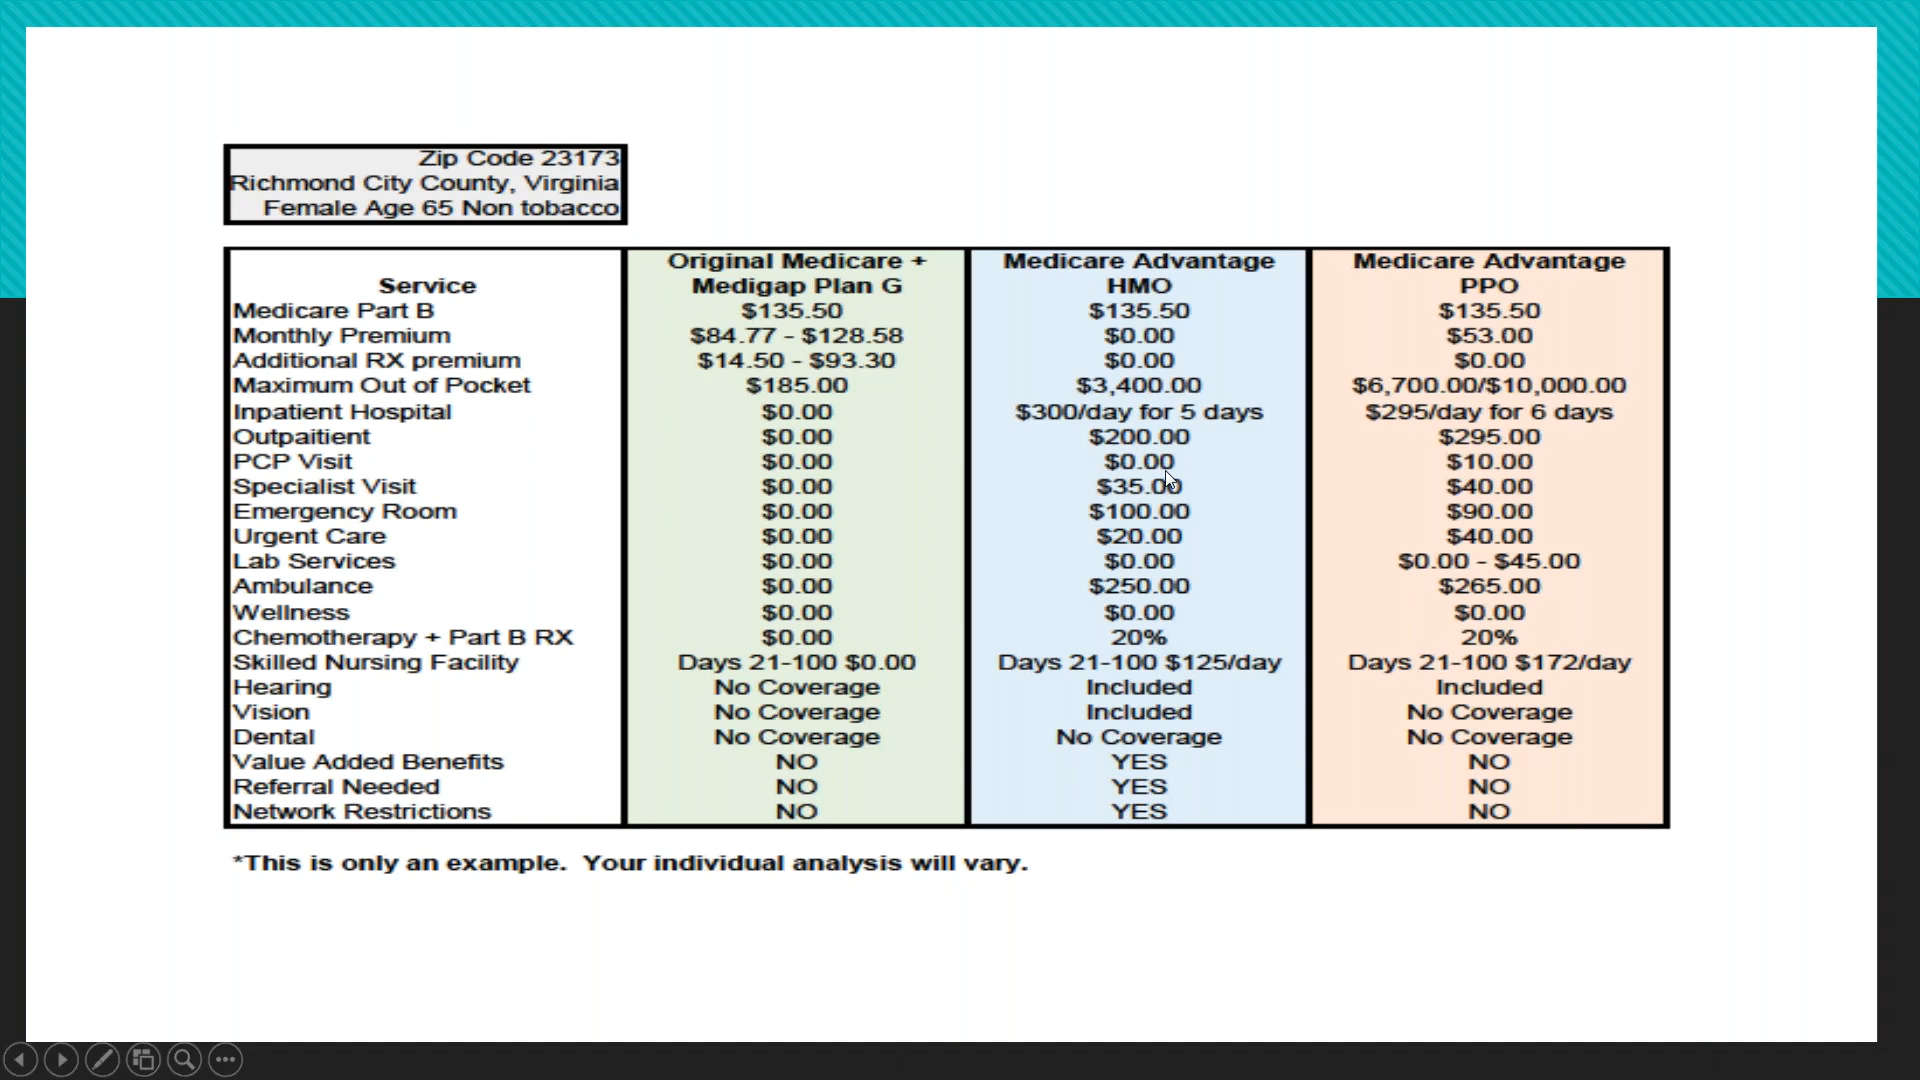 Zip Code 23173
Richmond City County, Virginia
Female Age 65 Non tobacco
Service Original Medicare + Medigap Plan G Medicare Advantage HMO Medicare Advantage PPO
Medicare Part B $135.50 $135.50 $135.50
Monthly Premium $84.77 - $128.58 $0.00 $53.00
Additional RX premium $14.50 - $93.30 $0.00 $0.00
Maximum Out of Pocket $185.00 $3,400.00 $6,700.00/$10,000.00
Inpatient Hospital $0.00 $300/day for 5 days $295/day for 6 days
Outpaitient $0.00 $200.00 $295.00
PCP Visit $0.00 $0.00 $10.00
Specialist Visit $0.00 $35.00 $40.00
Emergency Room $0.00 $100.00 $90.00
Urgent Care $0.00 $20.00 $40.00
Lab Services $0.00 $0.00 $0.00 - $45.00
Ambulance $0.00 $250.00 $265.00
Wellness $0.00 $0.00 $0.00
Chemotherapy + Part B RX $0.00 20% 20%
Skilled Nursing Facility Days 21-100 $0.00 Days 21-100 $125/day Days 21-100 $172/day
Hearing No Coverage Included Included
Vision No Coverage Included No Coverage
Dental No Coverage No Coverage No Coverage
Value Added Benefits NO YES NO
Referral Needed NO YES NO
Network Restrictions NO YES NO
*This is only an example. Your individual analysis will vary.